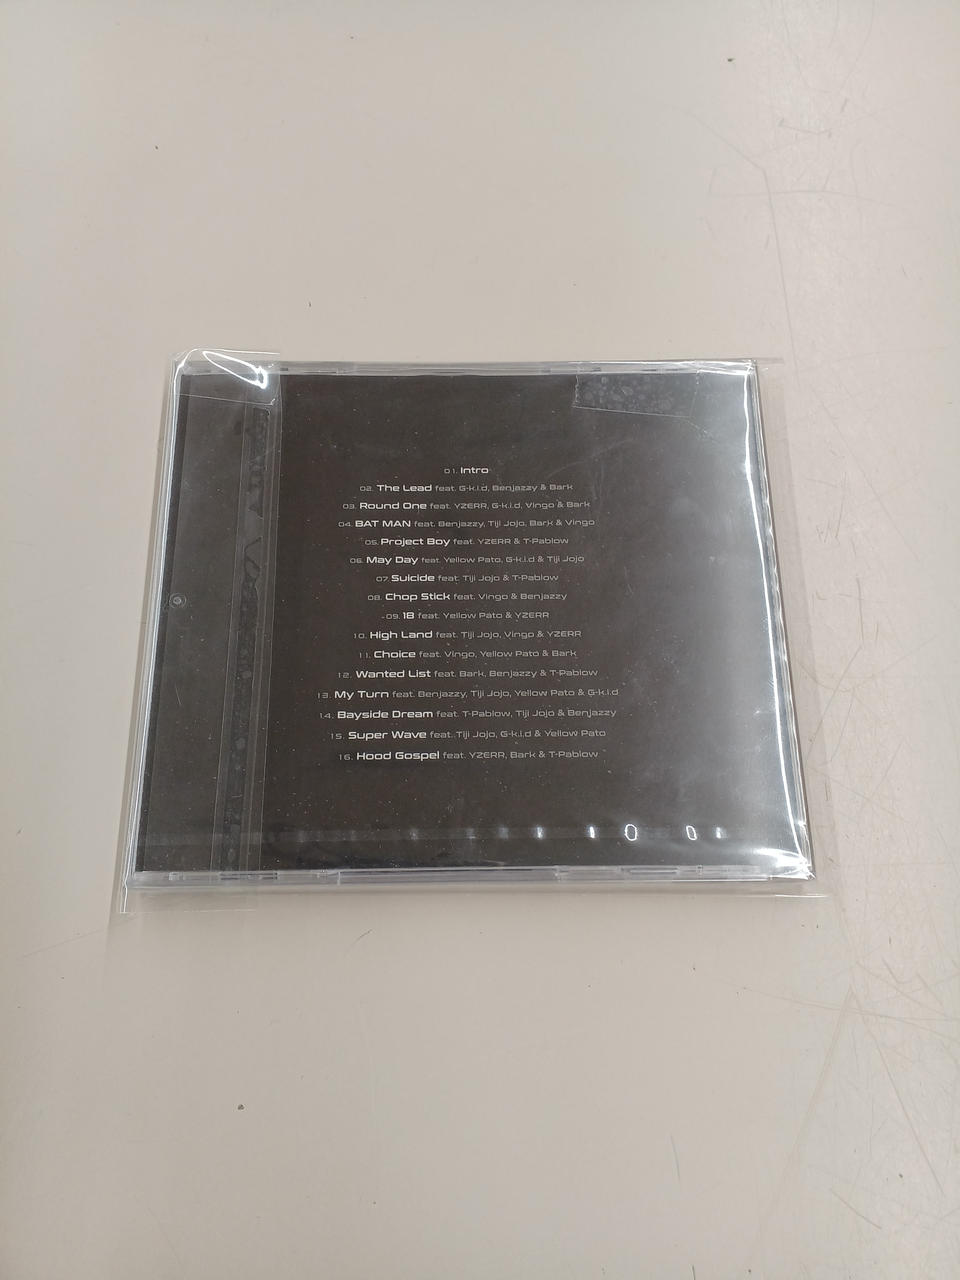 01. Intro
02. The Lead feat. G-k.i.d, Benjazzy & Bark
03. Round One feat. YZERR, G-k.i.d, Vingo & Bark
04. BAT MAN feat. Benjazzy, Tiji Jojo, Bark & Vingo
05. Project Boy feat. YZERR & T-Pablow
06. May Day feat. Yellow Pato, G-k.i.d & Tiji Jojo
07. Suicide feat. Tiji Jojo & T-Pablow
08. Chop Stick feat. Vingo & Benjazzy
09. 18 feat. Yellow Pato & YZERR
10. High Land feat. Tiji Jojo, Vingo & YZERR
11. Choice feat. Vingo, Yellow Pato & Bark
12. Wanted List feat. Bark, Benjazzy & T-Pablow
13. My Turn feat. Benjazzy, Tiji Jojo, Yellow Pato & G-k.i.d
14. Bayside Dream feat. T-Pablow, Tiji Jojo & Benjazzy
15. Super Wave feat. Tiji Jojo, G-k.i.d & Yellow Pato
16. Hood Gospel feat. YZERR, Bark & T-Pablow